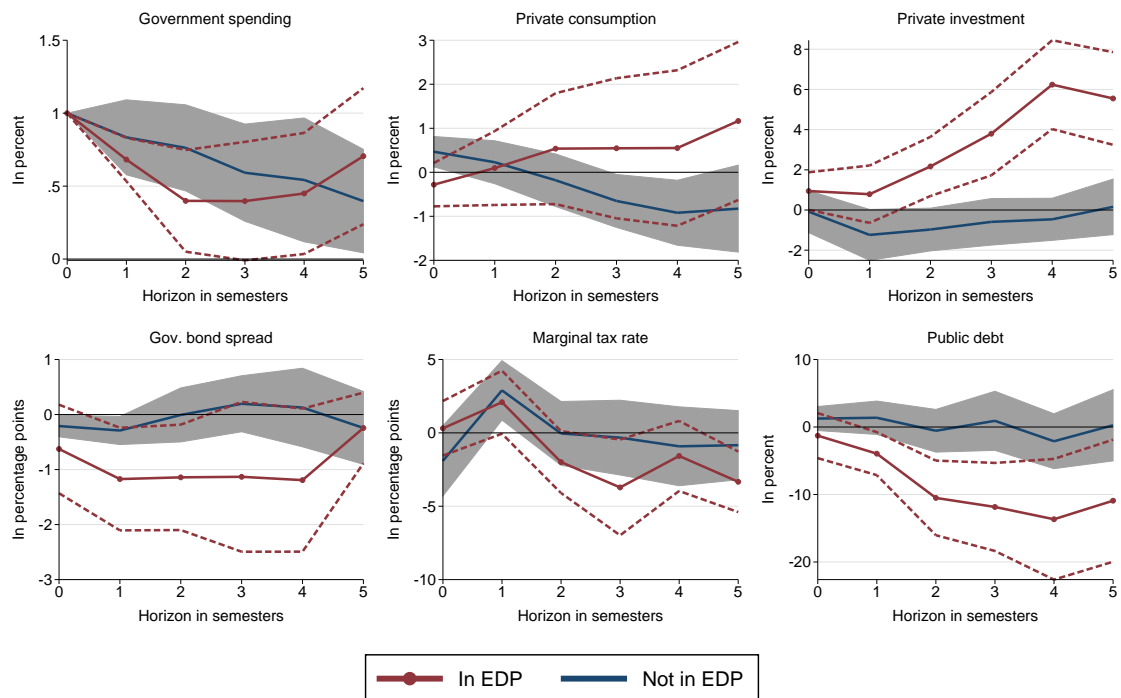 Government spending
1.5
1
.5
0
In percent
0 1 2 3 4 5
Horizon in semesters
Private consumption
3
2
1
0
-1
-2
In percent
0 1 2 3 4 5
Horizon in semesters
Private investment
8
6
4
2
0
-2
In percent
0 1 2 3 4 5
Horizon in semesters
Gov. bond spread
1
0
-1
-2
-3
In percentage points
0 1 2 3 4 5
Horizon in semesters
Marginal tax rate
5
0
-5
-10
In percentage points
0 1 2 3 4 5
Horizon in semesters
Public debt
10
0
-10
-20
In percent
0 1 2 3 4 5
Horizon in semesters
In EDP Not in EDP